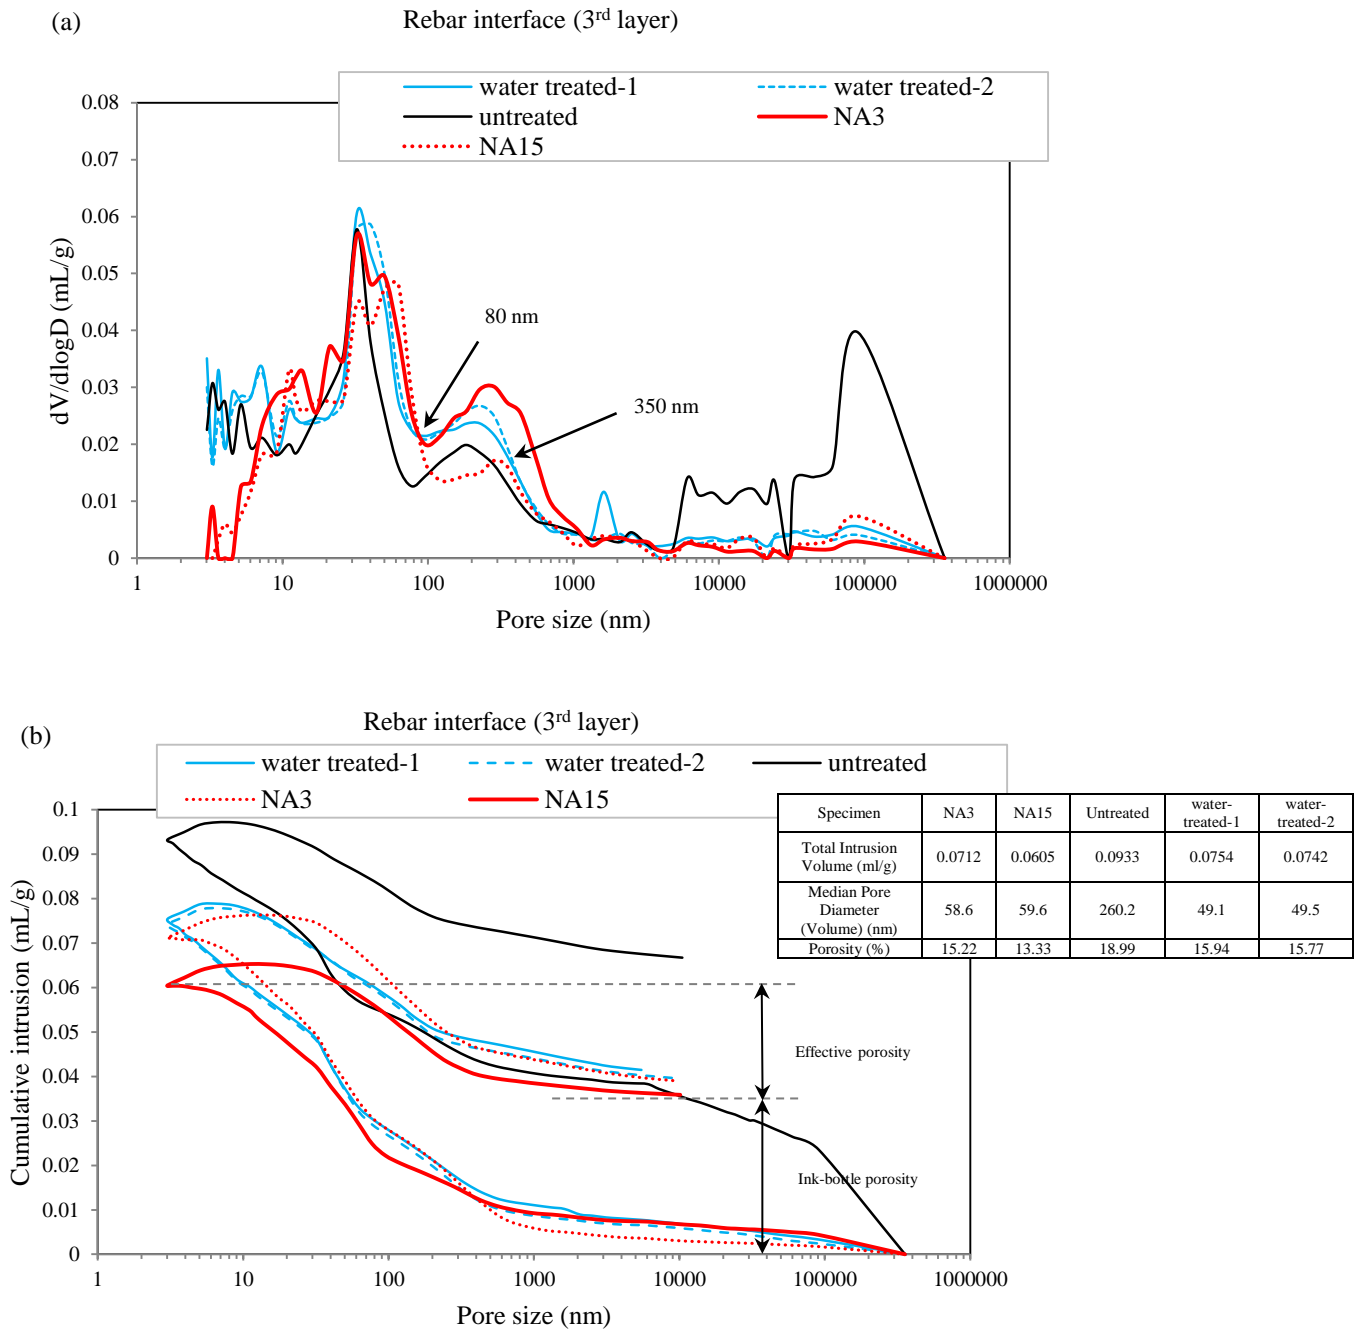 (a)
Rebar interface (3rd layer)
water treated-1
water treated-2
untreated
NA3
NA15
0.08
0.07
0.06
0.05
0.04
0.03
0.02
0.01
0
dV/dlogD (mL/g)
80 nm
350 nm
1
10
100
1000
10000
100000
1000000
Pore size (nm)
Rebar interface (3rd layer)
(b)
water treated-1
water treated-2
untreated
NA3
NA15
Specimen NA3 NA15 Untreated water-treated-1 water-treated-2
Total Intrusion Volume (ml/g) 0.0712 0.0605 0.0933 0.0754 0.0742
Median Pore Diameter (Volume) (nm) 58.6 59.6 260.2 49.1 49.5
Porosity (%) 15.22 13.33 18.99 15.94 15.77
0.1
0.09
0.08
0.07
0.06
0.05
0.04
0.03
0.02
0.01
0
Cumulative intrusion (mL/g)
Effective porosity
Ink-bottle porosity
1
10
100
1000
10000
100000
1000000
Pore size (nm)